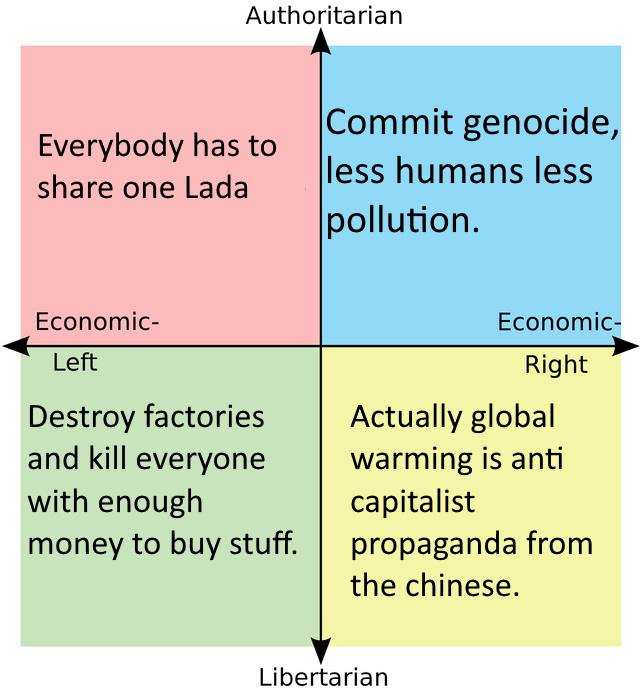 Authoritarian
Everybody has to
share one Lada
Commit genocide,
less humans less
pollution.
Economic-
Left
Economic-
Right
Destroy factories
and kill everyone
with enough
money to buy stuff.
Actually global
warming is anti
capitalist
propaganda from
the chinese.
Libertarian